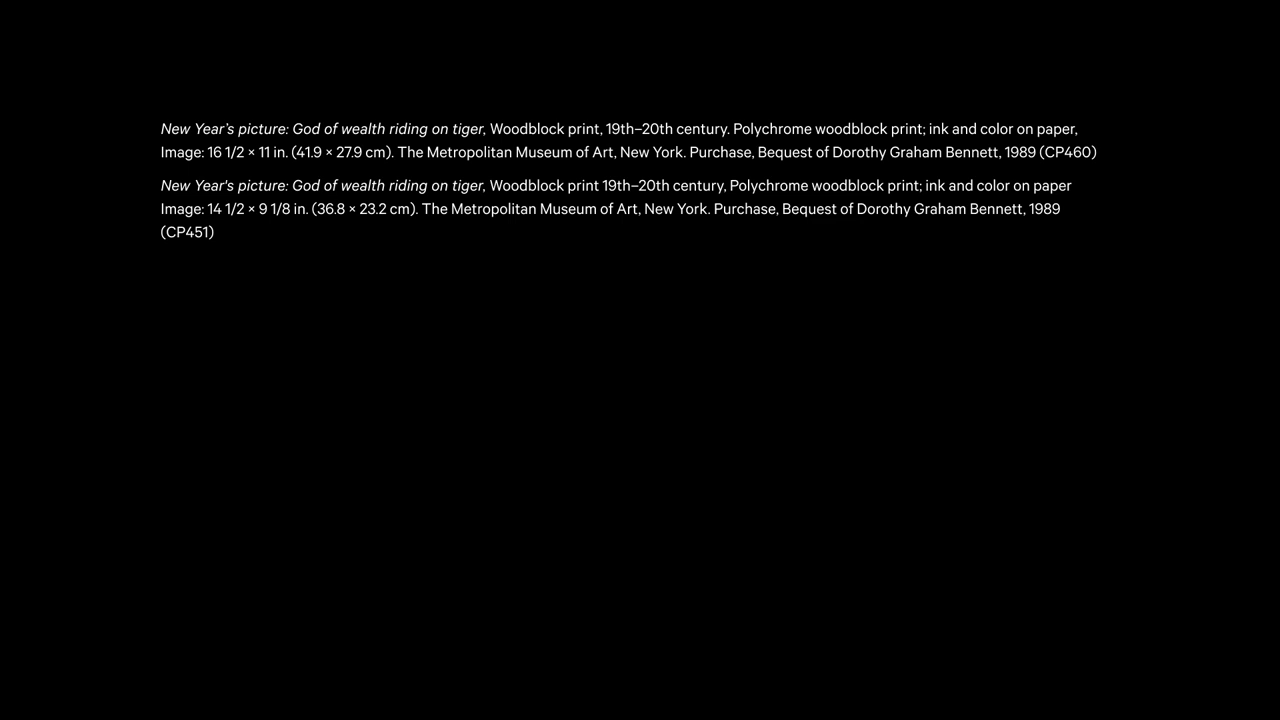 New Year’s picture: God of wealth riding on tiger, Woodblock print, 19th–20th century. Polychrome woodblock print; ink and color on paper,
Image: 16 1/2 × 11 in. (41.9 × 27.9 cm). The Metropolitan Museum of Art, New York. Purchase, Bequest of Dorothy Graham Bennett, 1989 (CP460)
New Year's picture: God of wealth riding on tiger, Woodblock print 19th–20th century, Polychrome woodblock print; ink and color on paper
Image: 14 1/2 × 9 1/8 in. (36.8 × 23.2 cm). The Metropolitan Museum of Art, New York. Purchase, Bequest of Dorothy Graham Bennett, 1989
(CP451)